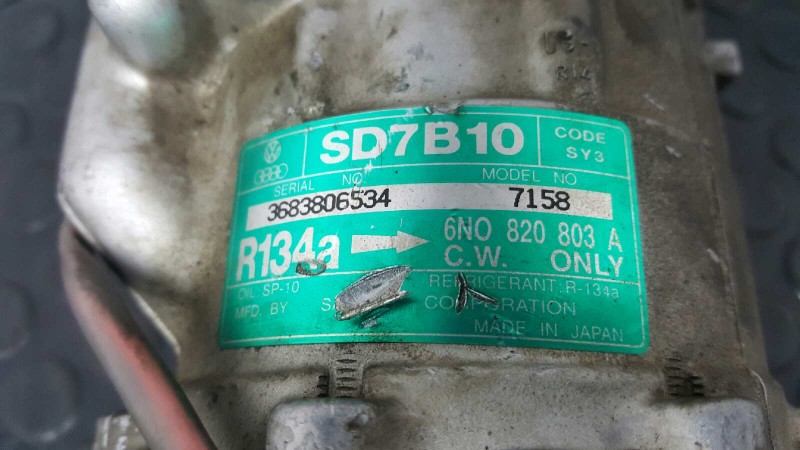 SD7B10
CODE
SY3
SERIAL NO
MODEL NO
3683806534
7158
R134a
6N0 820 803 A
C.W. ONLY
OIL SP-10
REFRIGERANT R-134a
MFD. BY
CORPORATION
MADE IN JAPAN